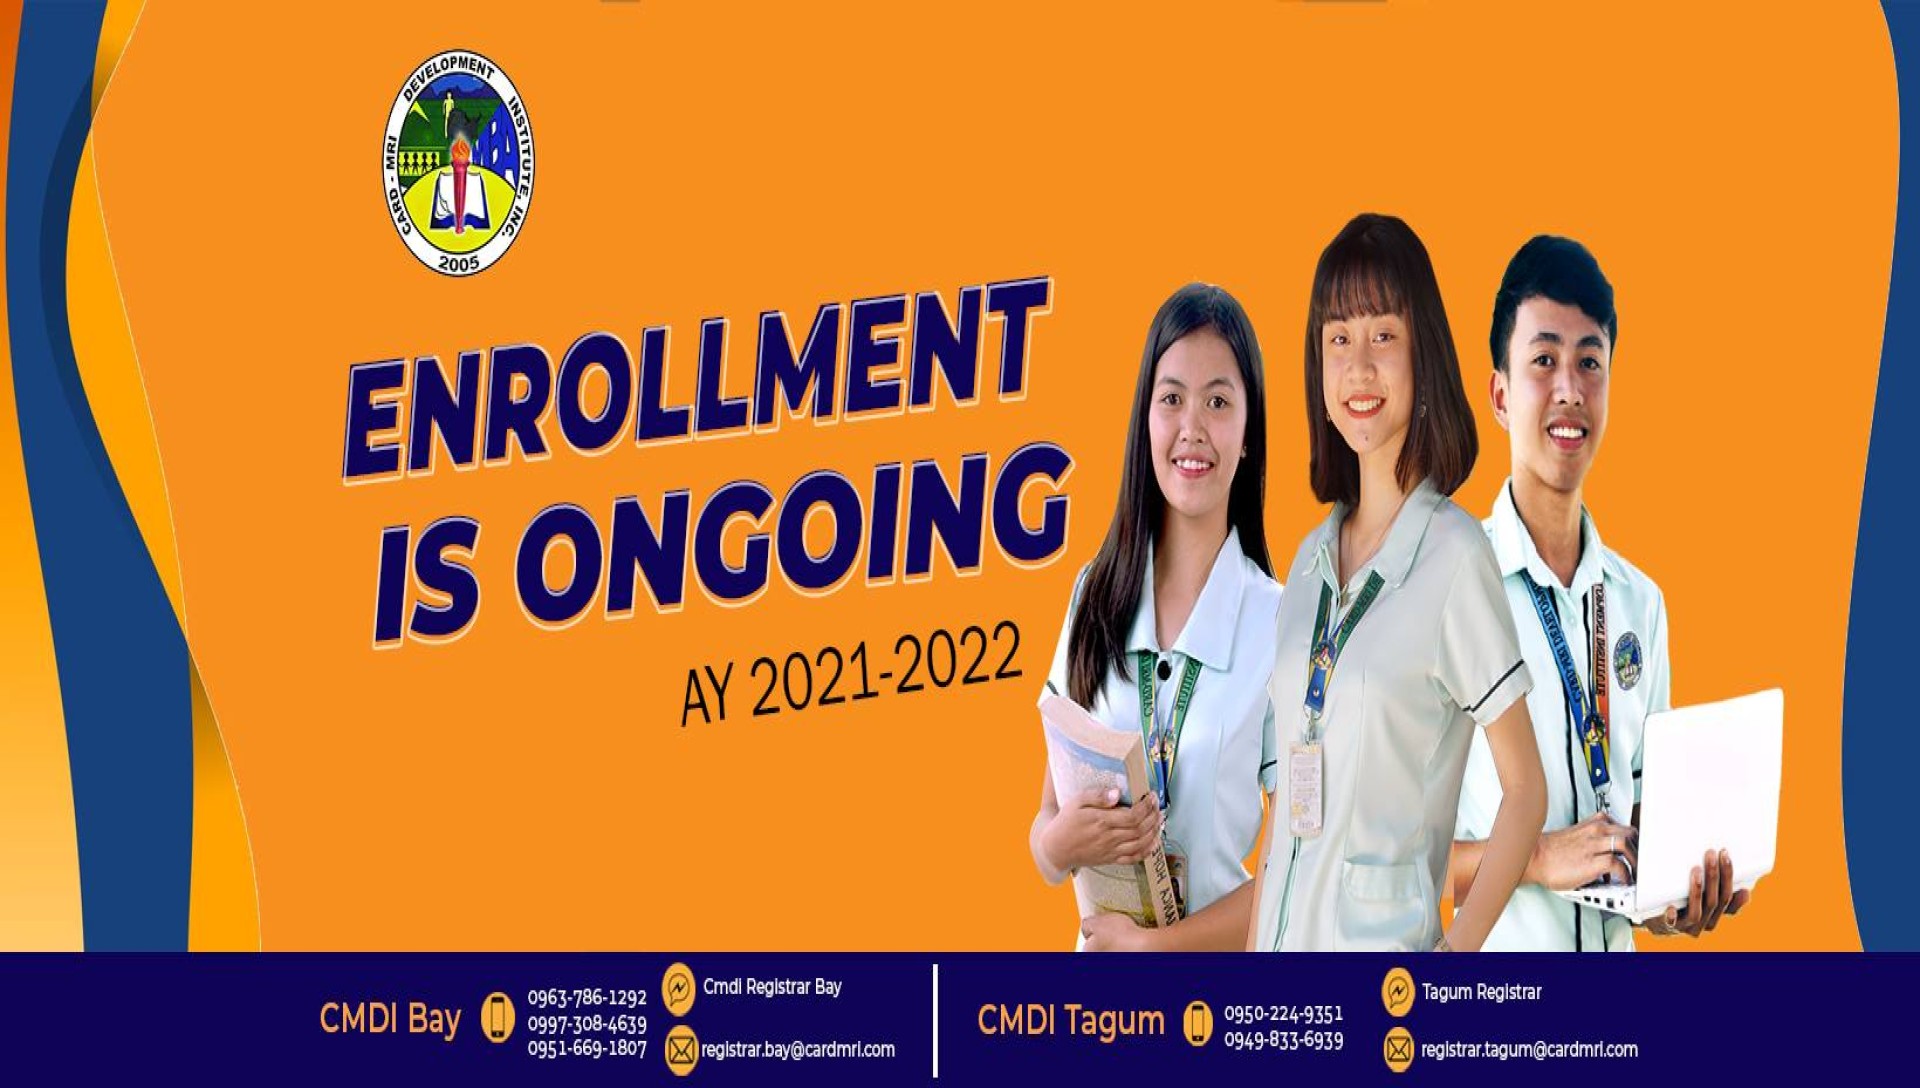 CARD - MRI DEVELOPMENT INSTITUTE, INC.
MBA
2005
ENROLLMENT
IS ONGOING
AY 2021-2022
CMDI Bay
0963-786-1292
0997-308-4639
0951-669-1807
Cmdi Registrar Bay
registrar.bay@cardmri.com
CMDI Tagum
0950-224-9351
0949-833-6939
Tagum Registrar
registrar.tagum@cardmri.com